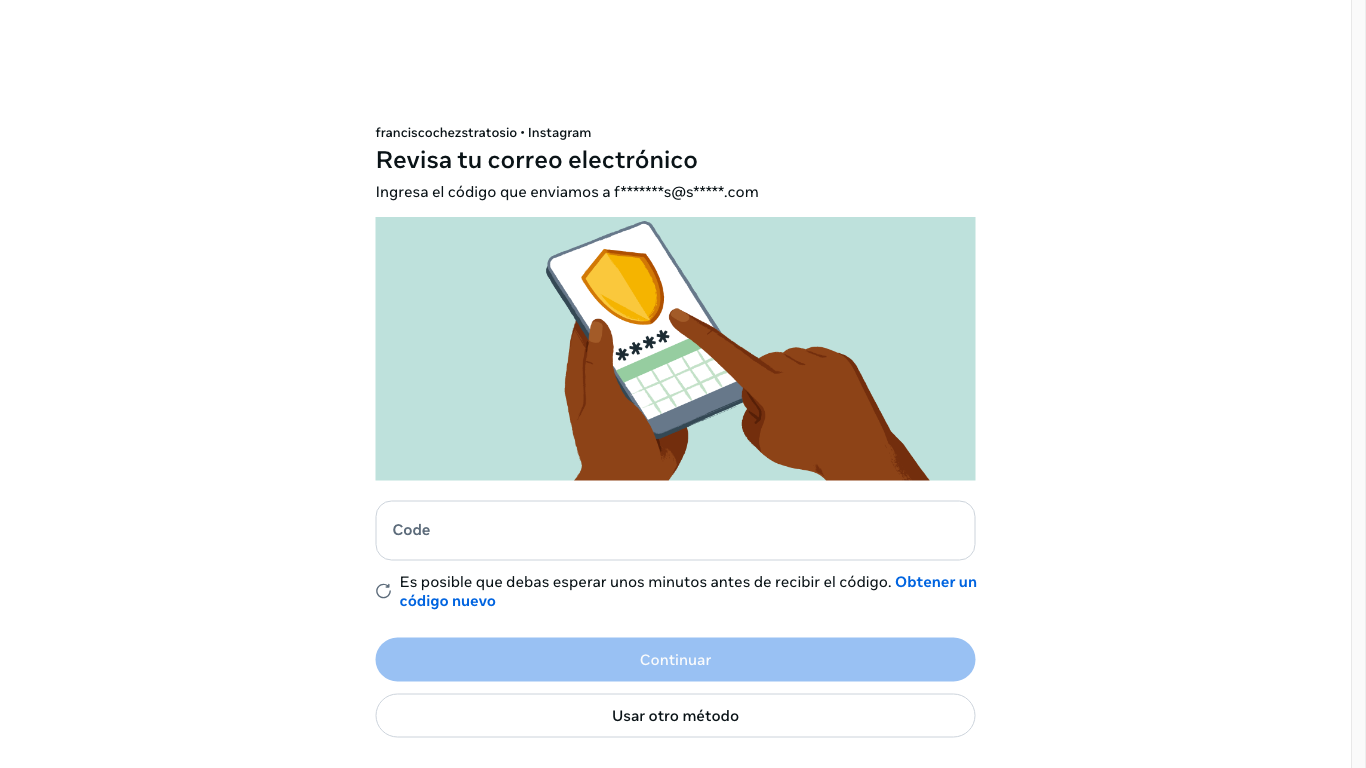 franciscochezstratosio • Instagram
Revisa tu correo electrónico
Ingresa el código que enviamos a f*******s@s*****.com
****
Code
Es posible que debas esperar unos minutos antes de recibir el código. Obtener un
código nuevo
Continuar
Usar otro método